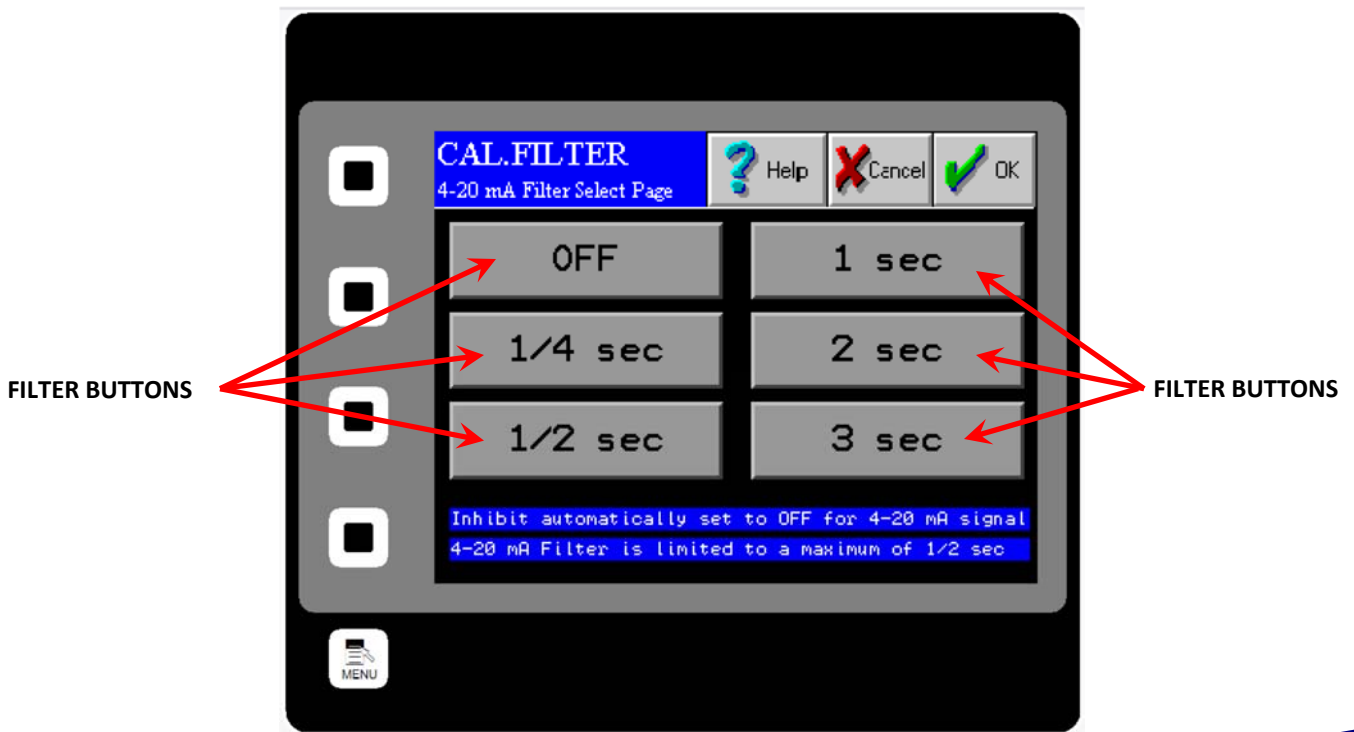 CAL.FILTER
4-20 mA Filter Select Page
Help
Cancel
OK
OFF
1 sec
1/4 sec
2 sec
FILTER BUTTONS
FILTER BUTTONS
1/2 sec
3 sec
Inhibit automatically set to OFF for 4-20 mA signal
4-20 mA Filter is limited to a maximum of 1/2 sec
MENU